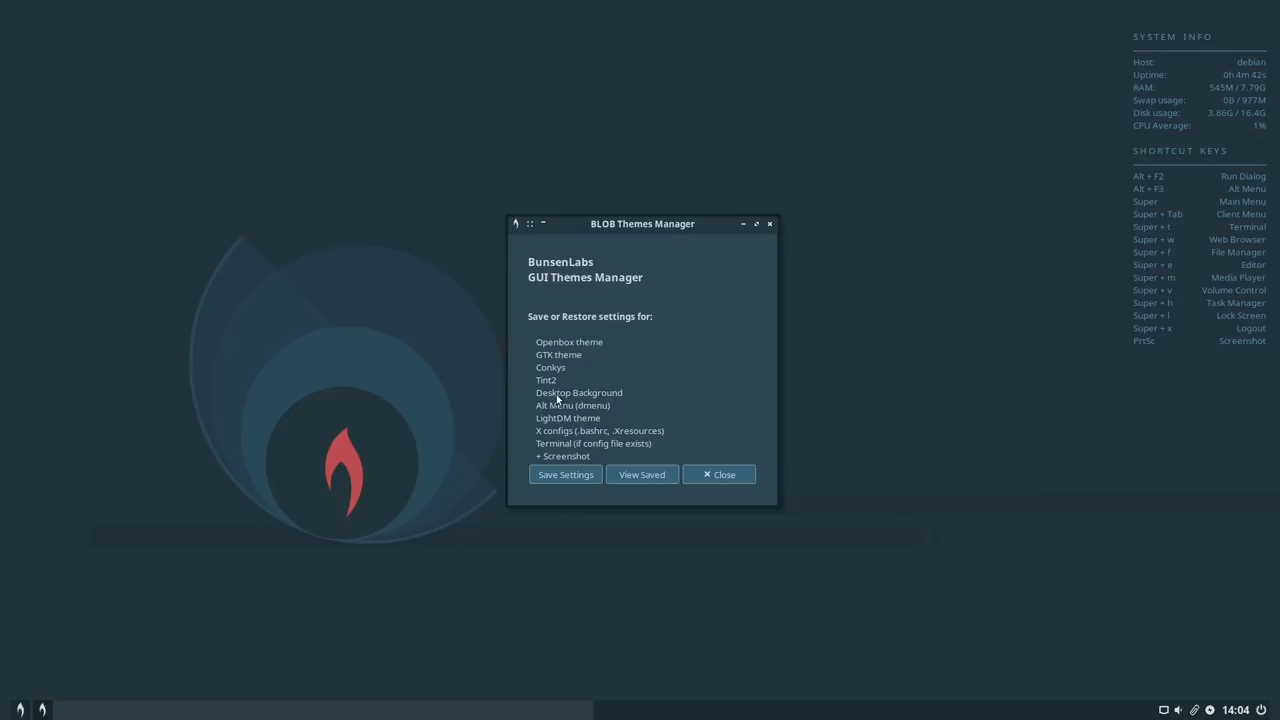 SYSTEM INFO
Host: debian
Uptime: 0h 4m 42s
RAM: 545M / 7.79G
Swap usage: 0B / 977M
Disk usage: 3.86G / 16.4G
CPU Average: 1%
SHORTCUT KEYS
Alt + F2 Run Dialog
Alt + F3 Alt Menu
Super Main Menu
Super + Tab Client Menu
Super + t Terminal
Super + w Web Browser
Super + f File Manager
Super + e Editor
Super + m Media Player
Super + v Volume Control
Super + h Task Manager
Super + l Lock Screen
Super + x Logout
PrtSc Screenshot
BLOB Themes Manager
BunsenLabs
GUI Themes Manager
Save or Restore settings for:
Openbox theme
GTK theme
Conkys
Tint2
Desktop Background
Alt Menu (dmenu)
LightDM theme
X configs (.bashrc, .Xresources)
Terminal (if config file exists)
+ Screenshot
Save Settings View Saved Close
14:04